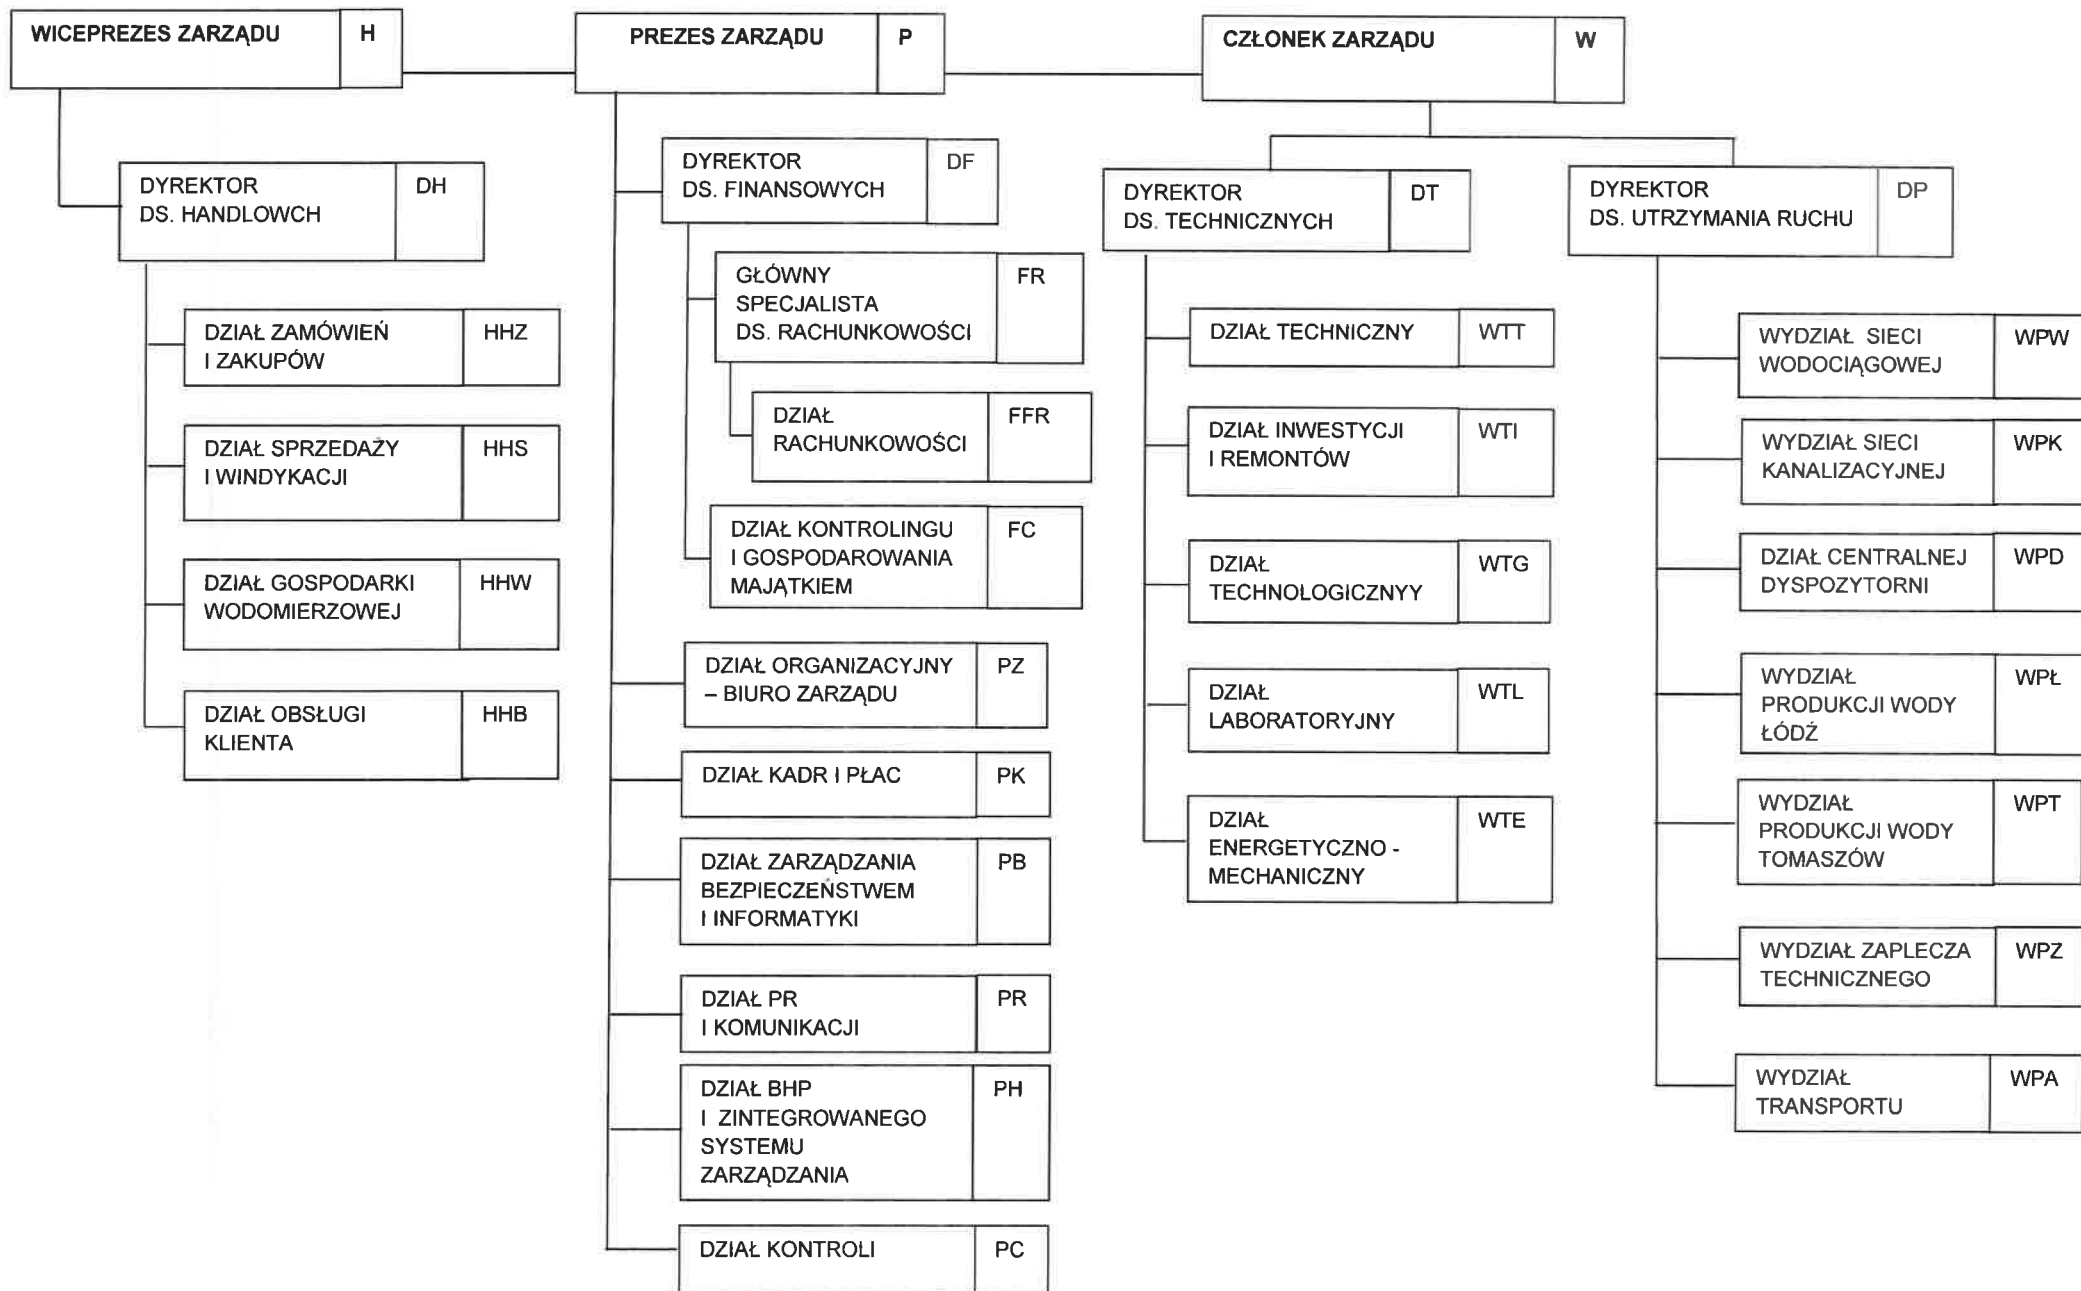 WICEPREZES ZARZĄDU H
PREZES ZARZĄDU P
CZŁONEK ZARZĄDU W
DYREKTOR DH
DS. HANDLOWCH
DZIAŁ ZAMÓWIEŃ HHZ
I ZAKUPÓW
DZIAŁ SPRZEDAŻY HHS
I WINDYKACJI
DZIAŁ GOSPODARKI HHW
WODOMIERZOWEJ
DZIAŁ OBSŁUGI HHB
KLIENTA
DYREKTOR DF
DS. FINANSOWYCH
GŁÓWNY FR
SPECJALISTA
DS. RACHUNKOWOŚCI
DZIAŁ FFR
RACHUNKOWOŚCI
DZIAŁ KONTROLINGU FC
I GOSPODAROWANIA
MAJĄTKIEM
DZIAŁ ORGANIZACYJNY PZ
– BIURO ZARZĄDU
DZIAŁ KADR I PŁAC PK
DZIAŁ ZARZĄDZANIA PB
BEZPIECZEŃSTWEM
I INFORMATYKI
DZIAŁ PR PR
I KOMUNIKACJI
DZIAŁ BHP PH
I ZINTEGROWANEGO
SYSTEMU
ZARZĄDZANIA
DZIAŁ KONTROLI PC
DYREKTOR DT
DS. TECHNICZNYCH
DZIAŁ TECHNICZNY WTT
DZIAŁ INWESTYCJI WTI
I REMONTÓW
DZIAŁ WTG
TECHNOLOGICZNYY
DZIAŁ WTL
LABORATORYJNY
DZIAŁ WTE
ENERGETYCZNO -
MECHANICZNY
DYREKTOR DP
DS. UTRZYMANIA RUCHU
WYDZIAŁ SIECI WPW
WODOCIĄGOWEJ
WYDZIAŁ SIECI WPK
KANALIZACYJNEJ
DZIAŁ CENTRALNEJ WPD
DYSPOZYTORNI
WYDZIAŁ WPŁ
PRODUKCJI WODY
ŁÓDŹ
WYDZIAŁ WPT
PRODUKCJI WODY
TOMASZÓW
WYDZIAŁ ZAPLECZA WPZ
TECHNICZNEGO
WYDZIAŁ WPA
TRANSPORTU